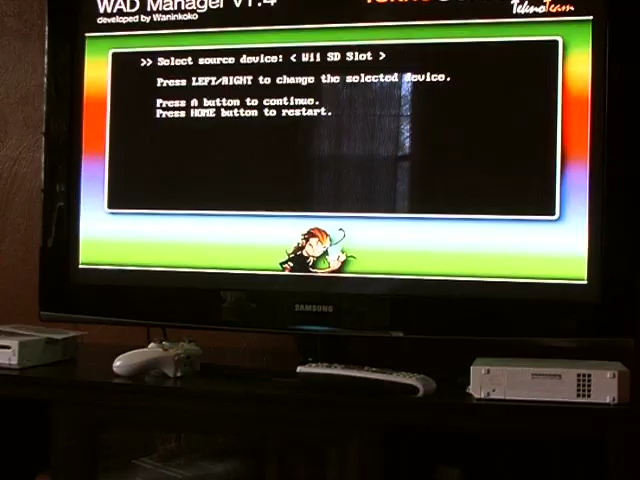 WAD Manager v1.4
developed by Waninkoko
TeknoTeam
>> Select source device: < Wii SD Slot >
Press LEFT/RIGHT to change the selected device.
Press A button to continue.
Press HOME button to restart.
SAMSUNG